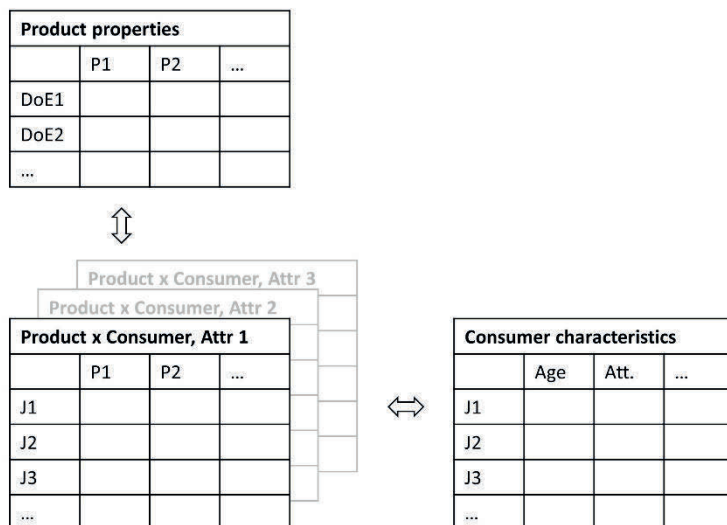 Product properties
P1 P2 ...
DoE1
DoE2
...
Product x Consumer, Attr 3
Product x Consumer, Attr 2
Product x Consumer, Attr 1
P1 P2 ...
J1
J2
J3
...
Consumer characteristics
Age Att. ...
J1
J2
J3
...